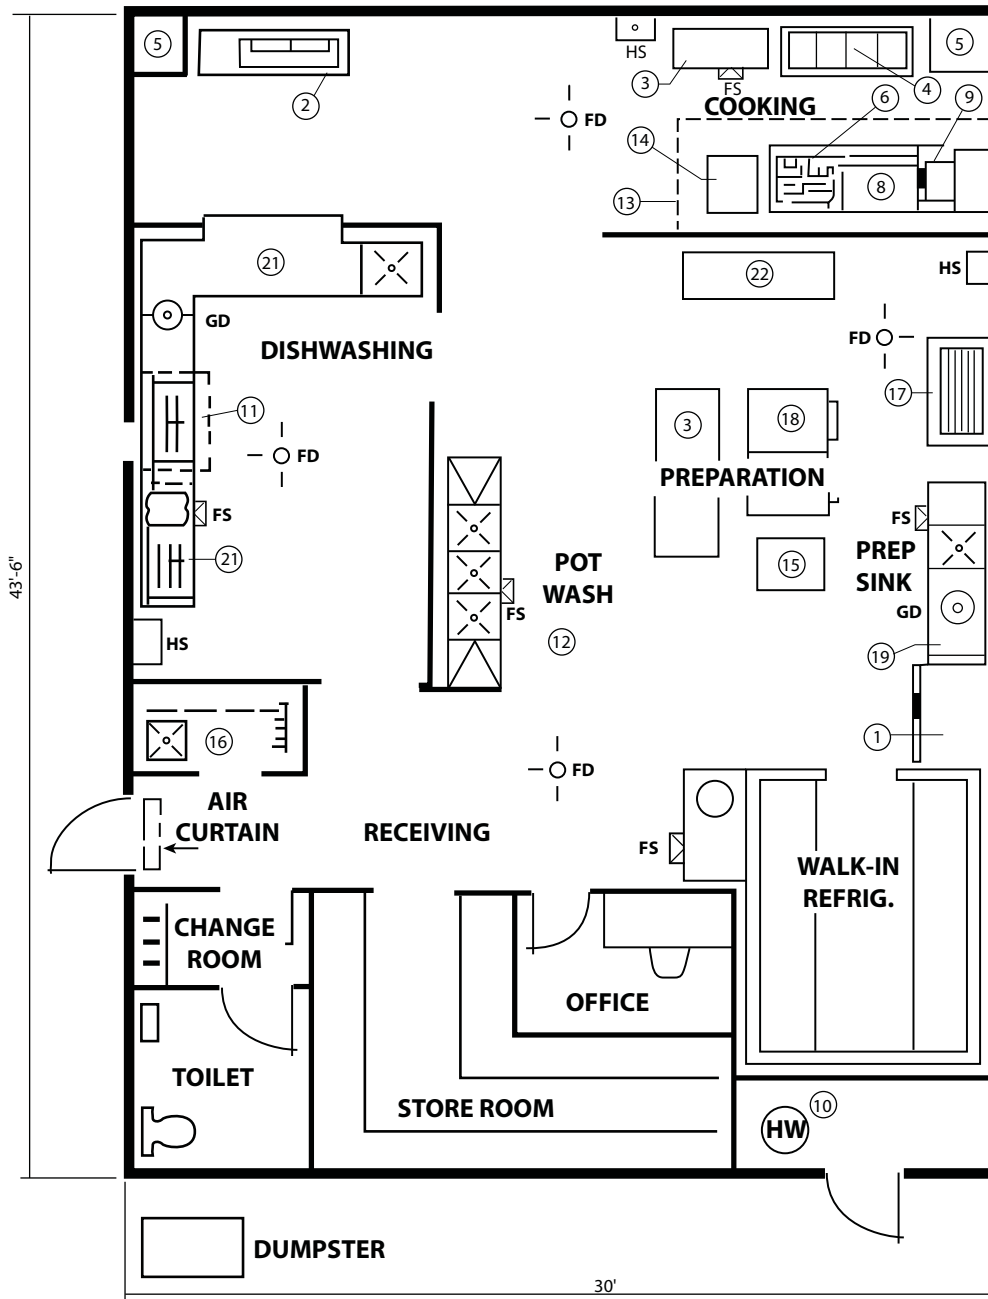 5
2
HS
3
FS
4
5
COOKING
6
9
FD
14
8
13
21
22
HS
GD
DISHWASHING
FD
17
11
3
18
FD
PREPARATION
FS
FS
21
43'-6"
POT
WASH
15
PREP
SINK
FS
GD
12
HS
19
16
1
FD
AIR
CURTAIN
RECEIVING
FS
WALK-IN
REFRIG.
CHANGE
ROOM
OFFICE
TOILET
STORE ROOM
10
HW
DUMPSTER
30'